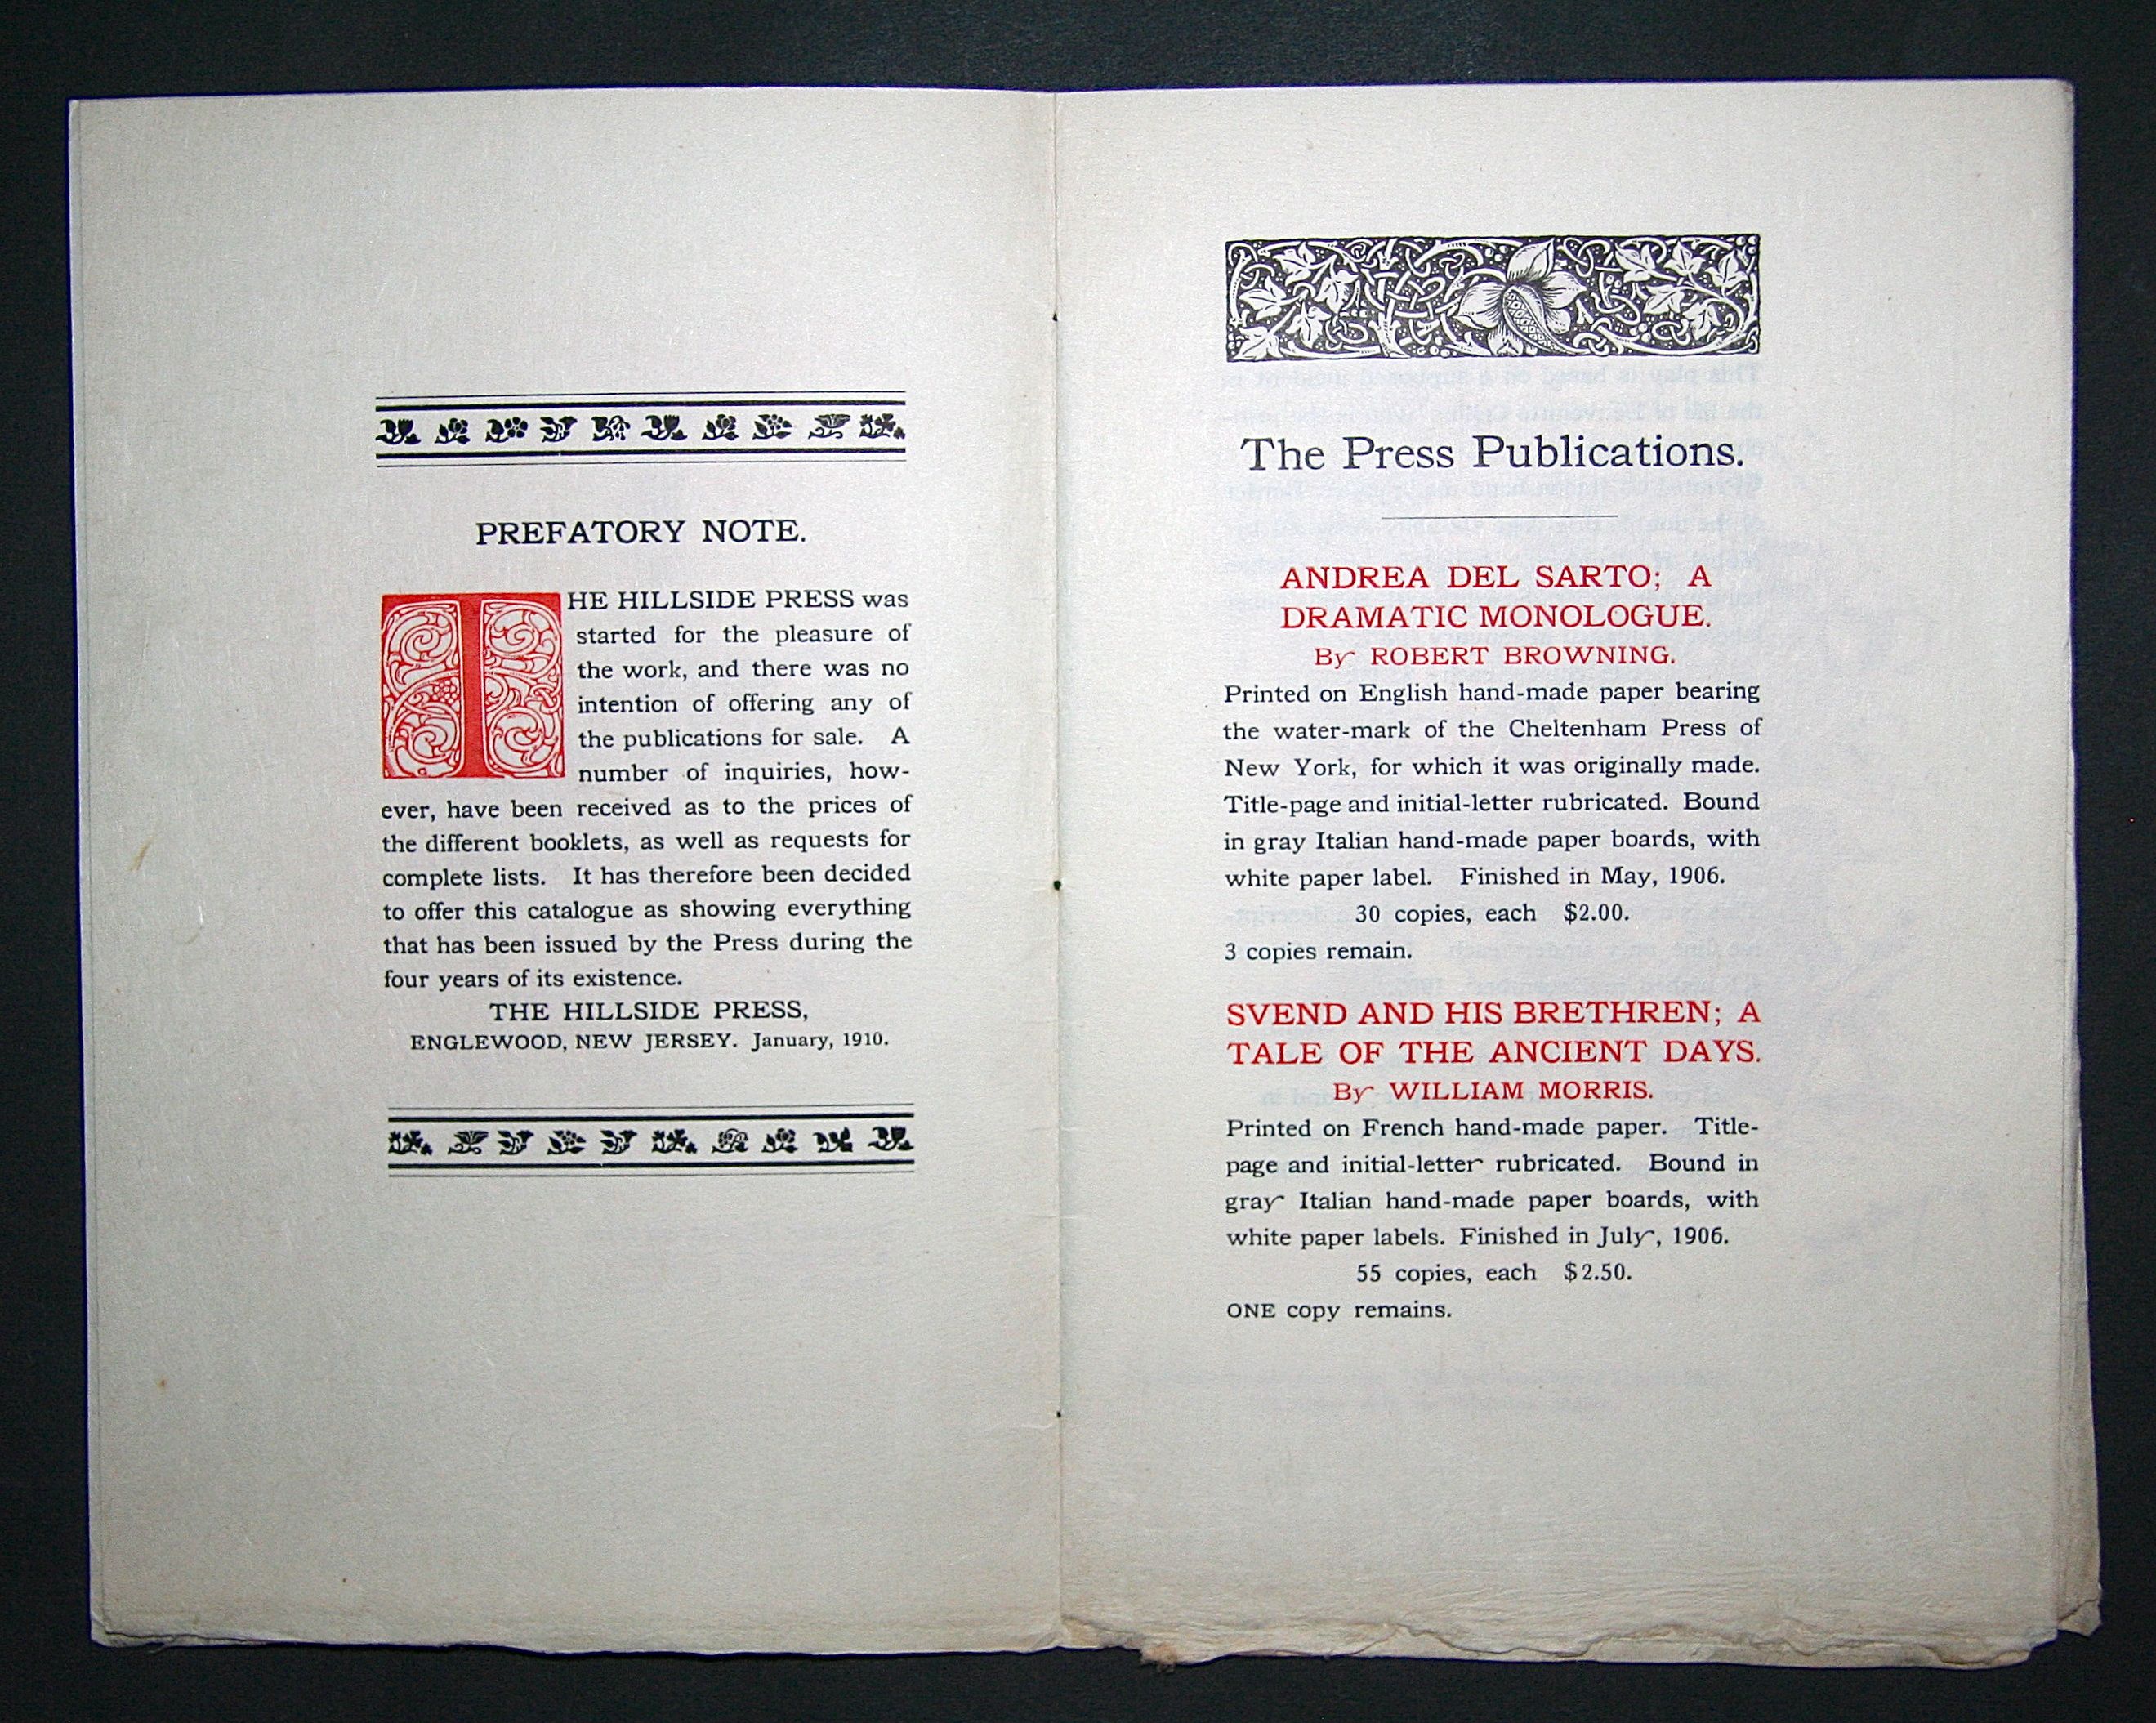 PREFATORY NOTE.
THE HILLSIDE PRESS was
started for the pleasure of
the work, and there was no
intention of offering any of
the publications for sale. A
number of inquiries, how-
ever, have been received as to the prices of
the different booklets, as well as requests for
complete lists. It has therefore been decided
to offer this catalogue as showing everything
that has been issued by the Press during the
four years of its existence.
THE HILLSIDE PRESS,
ENGLEWOOD, NEW JERSEY. January, 1910.
The Press Publications.
ANDREA DEL SARTO; A
DRAMATIC MONOLOGUE.
By ROBERT BROWNING.
Printed on English hand-made paper bearing
the water-mark of the Cheltenham Press of
New York, for which it was originally made.
Title-page and initial-letter rubricated. Bound
in gray Italian hand-made paper boards, with
white paper label. Finished in May, 1906.
30 copies, each $2.00.
3 copies remain.
SVEND AND HIS BRETHREN; A
TALE OF THE ANCIENT DAYS.
By WILLIAM MORRIS.
Printed on French hand-made paper. Title-
page and initial-letter rubricated. Bound in
gray Italian hand-made paper boards, with
white paper labels. Finished in July, 1906.
55 copies, each $2.50.
ONE copy remains.